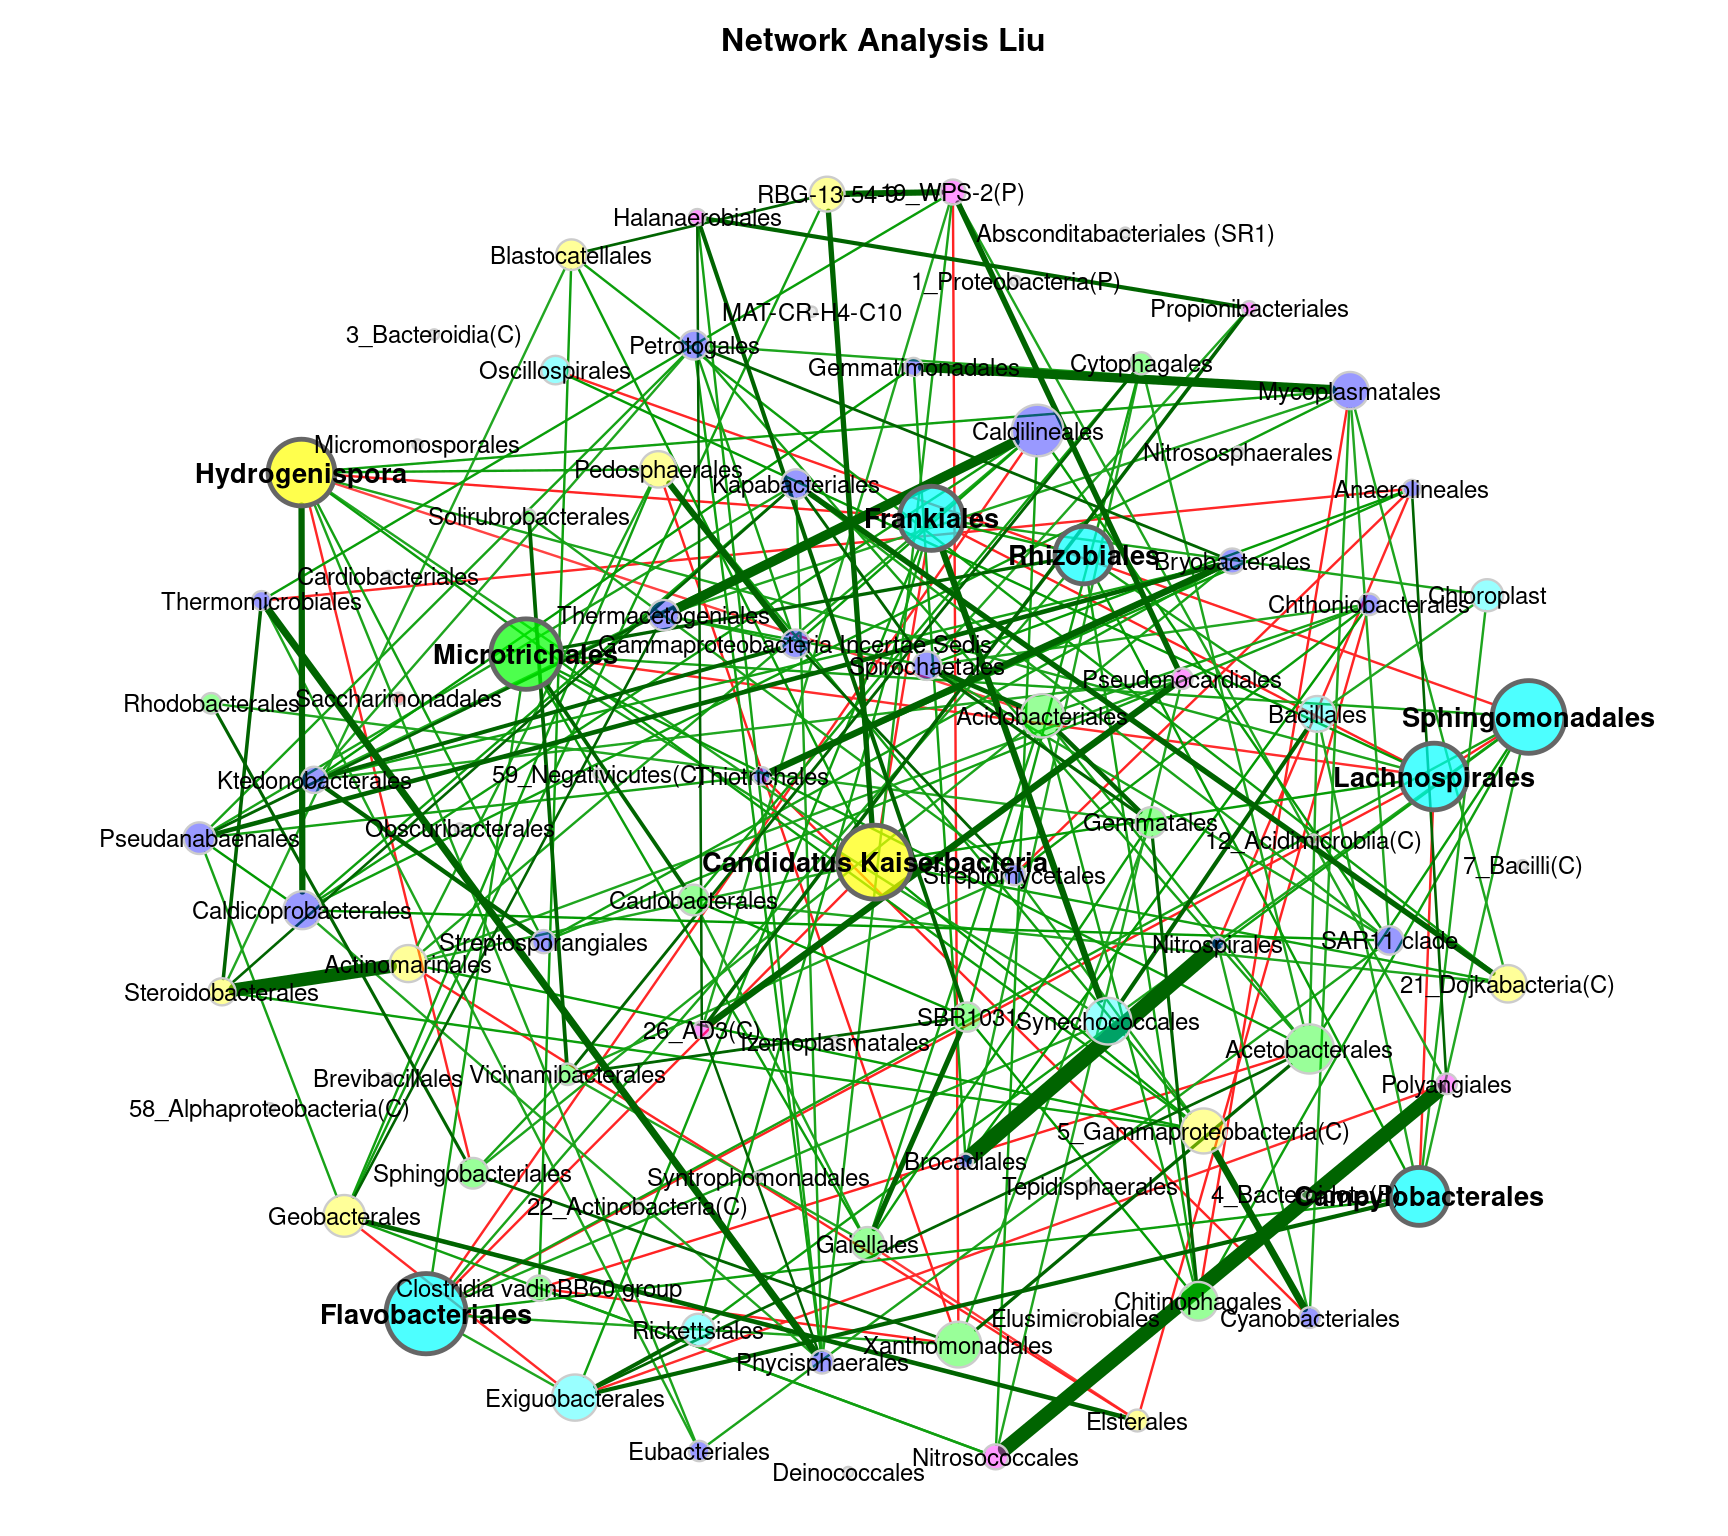 Network Analysis Liu
RBG-13-54-9
19_WPS-2(P)
Halanaerobiales
Absconditabacteriales (SR1)
Blastocatellales
1_Proteobacteria(P)
Propionibacteriales
MAT-CR-H4-C10
3_Bacteroidia(C)
Petrotogales
Oscillospirales
Gemmatimonadales
Cytophagales
Mycoplasmatales
Caldilineales
Micromonosporales
Nitrososphaerales
Hydrogenispora
Pedosphaerales
Kapabacteriales
Anaerolineales
Solirubrobacterales
Frankiales
Rhizobiales
Bryobacterales
Cardiobacteriales
Thermomicrobiales
Chthoniobacterales
Chloroplast
Thermacetogeniales
Gammaproteobacteria Incertae Sedis
Microtrichales
Spirochaetales
Pseudonocardiales
Rhodobacterales
Saccharimonadales
Acidobacteriales
Bacillales
Sphingomonadales
Ktedonobacterales
59_Negativicutes(C)
Thiotrichales
Lachnospirales
Pseudanabaenales
Obscuribacterales
Gemmatales
12_Acidimicrobiia(C)
Candidatus Kaiserbacteria
Streptomycetales
7_Bacilli(C)
Caldicoprobacterales
Caulobacterales
Streptosporangiales
Nitrospirales
SAR11 clade
Actinomarinales
Steroidobacterales
21_Dojkabacteria(C)
26_AD3(C)
SBR1031
Synechococcales
Izemoplasmatales
Acetobacterales
Brevibacillales
Vicinamibacterales
Polyangiales
58_Alphaproteobacteria(C)
5_Gammaproteobacteria(C)
Brocadiales
Sphingobacteriales
Syntrophomonadales
Tepidisphaerales
4_Bacteroidota(P)
Campylobacterales
22_Actinobacteria(C)
Geobacterales
Gaiellales
Clostridia vadinBB60 group
Chitinophagales
Flavobacteriales
Rickettsiales
Elusimicrobiales
Cyanobacteriales
Xanthomonadales
Phycisphaerales
Exiguobacterales
Elsterales
Eubacteriales
Nitrosococcales
Deinococcales